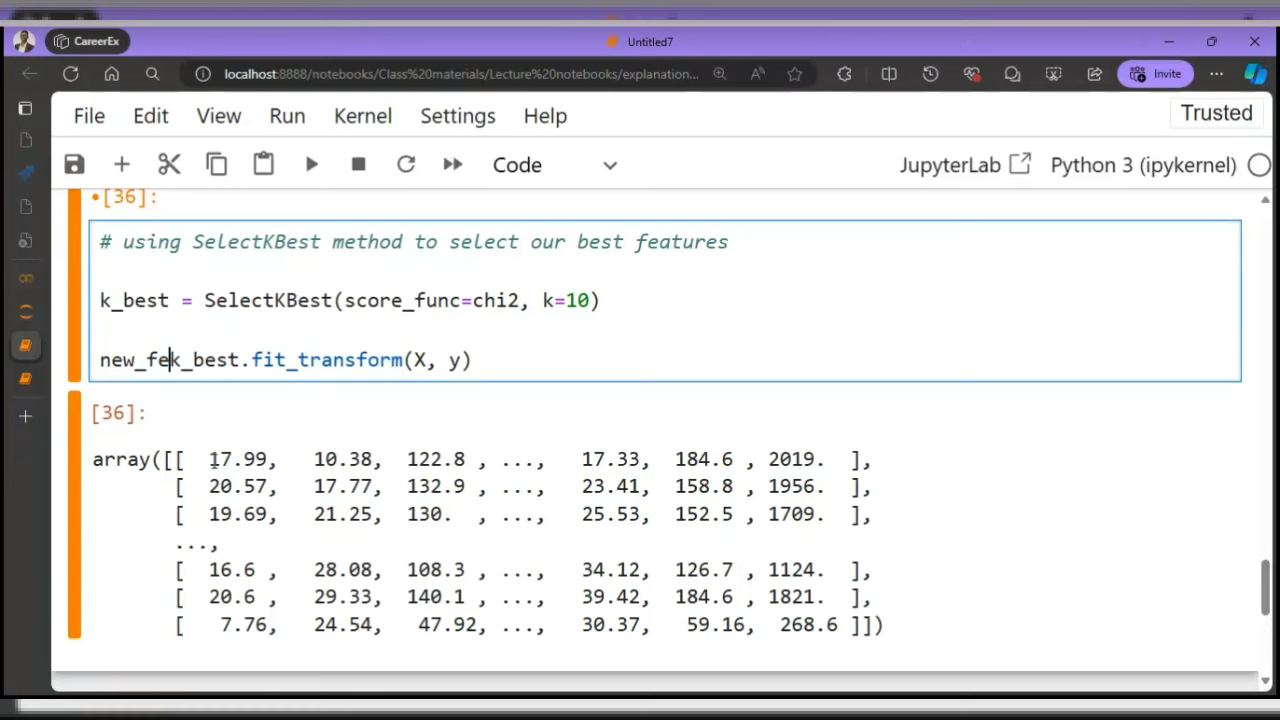 CareerEx
Untitled7
localhost:8888/notebooks/Class%20materials/Lecture%20notebooks/explanation...
Invite
File Edit View Run Kernel Settings Help
Trusted
Code
JupyterLab
Python 3 (ipykernel)
[36]:
# using SelectKBest method to select our best features
k_best = SelectKBest(score_func=chi2, k=10)
new_fek_best.fit_transform(X, y)
[36]:
array([[ 17.99, 10.38, 122.8 , ..., 17.33, 184.6 , 2019. ],
[ 20.57, 17.77, 132.9 , ..., 23.41, 158.8 , 1956. ],
[ 19.69, 21.25, 130. , ..., 25.53, 152.5 , 1709. ],
...,
[ 16.6 , 28.08, 108.3 , ..., 34.12, 126.7 , 1124. ],
[ 20.6 , 29.33, 140.1 , ..., 39.42, 184.6 , 1821. ],
[ 7.76, 24.54, 47.92, ..., 30.37, 59.16, 268.6 ]])